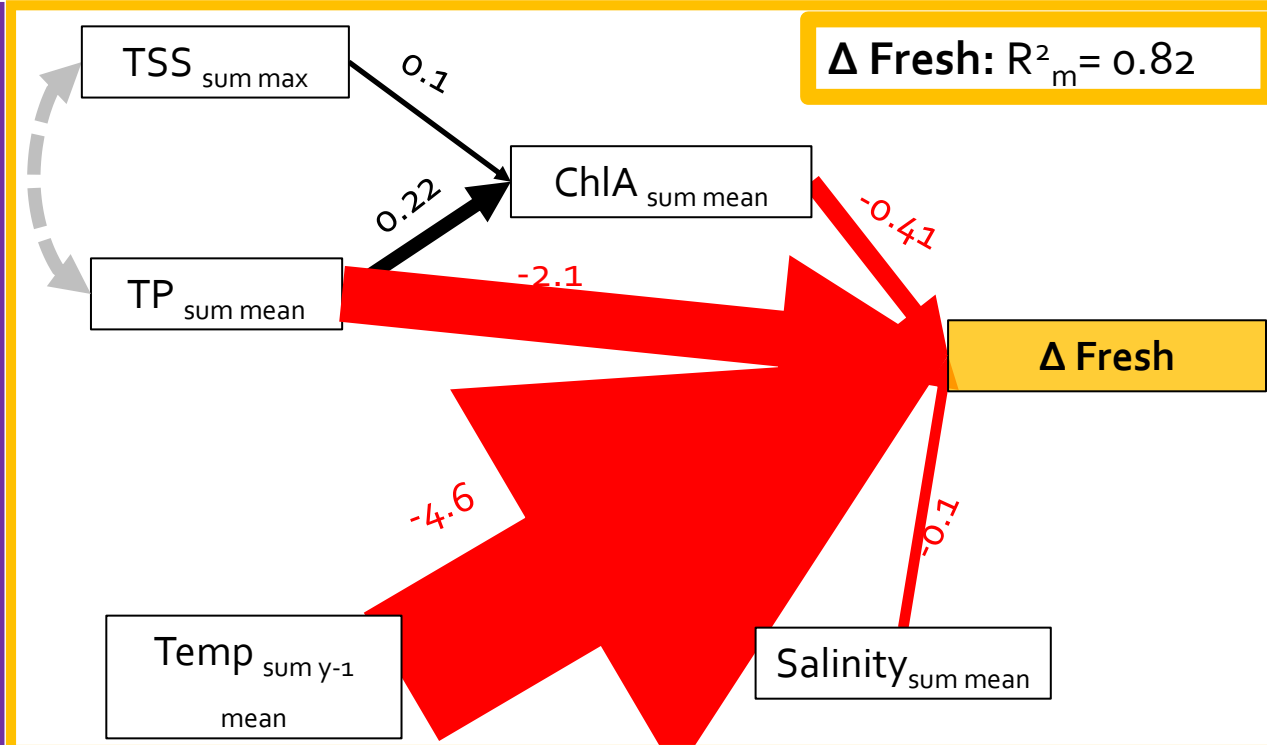 TSS sum max
0.1
Δ Fresh: R²m= 0.82
ChlA sum mean
0.22
-0.41
TP sum mean
-2.1
Δ Fresh
-4.6
-0.1
Temp sum y-1
mean
Salinity sum mean